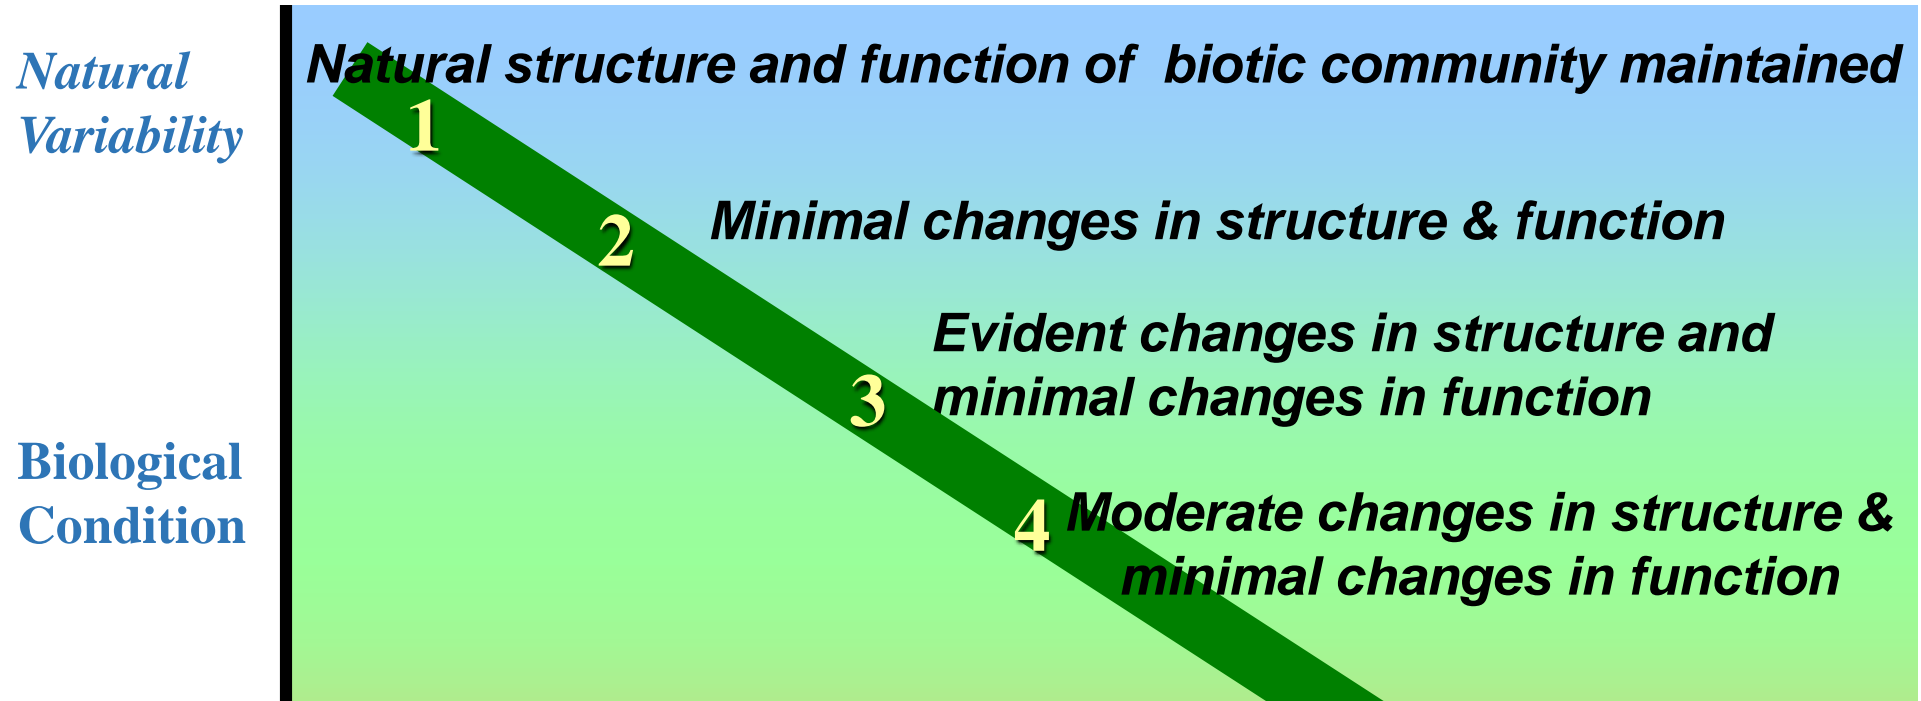 Natural
Variability
Natural structure and function of biotic community maintained
1
2
Minimal changes in structure & function
Evident changes in structure and
minimal changes in function
3
Biological
Condition
4
Moderate changes in structure &
minimal changes in function